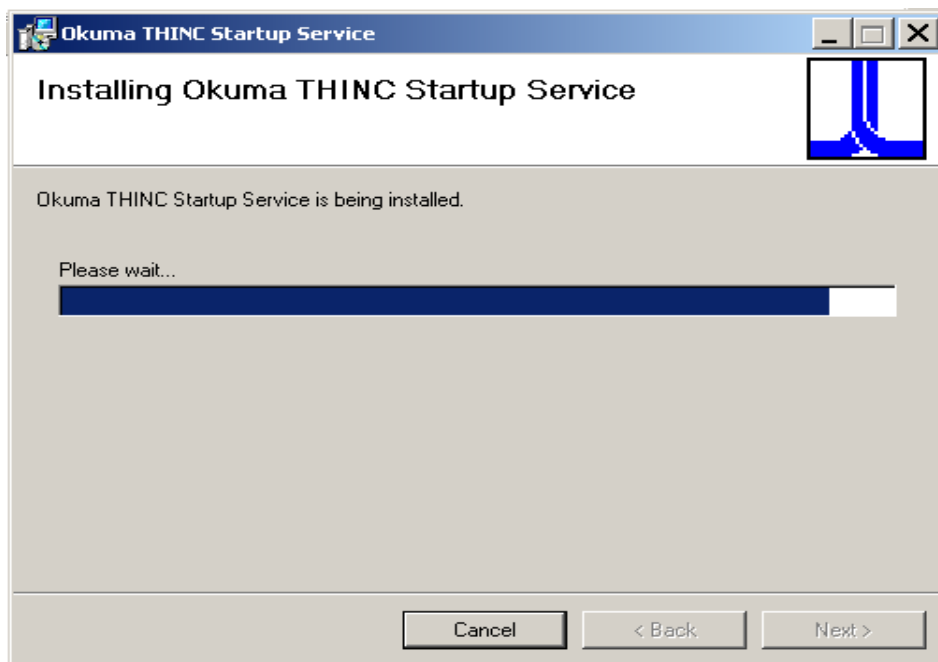 Okuma THINC Startup Service
Installing Okuma THINC Startup Service
Okuma THINC Startup Service is being installed.
Please wait...
Cancel
< Back
Next >